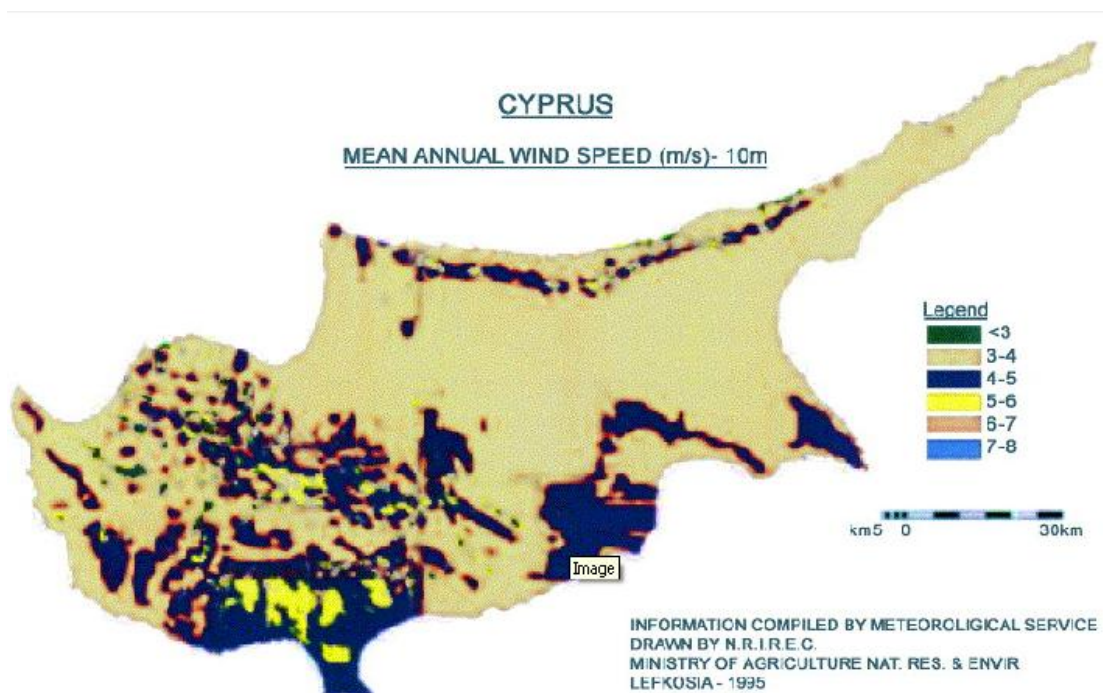 CYPRUS
MEAN ANNUAL WIND SPEED (m/s)- 10m
Legend
<3
3-4
4-5
5-6
6-7
7-8
km5 0 30km
Image
INFORMATION COMPILED BY METEOROLIGICAL SERVICE
DRAWN BY N.R.I.R.E.C.
MINISTRY OF AGRICULTURE NAT. RES. & ENVIR
LEFKOSIA - 1995